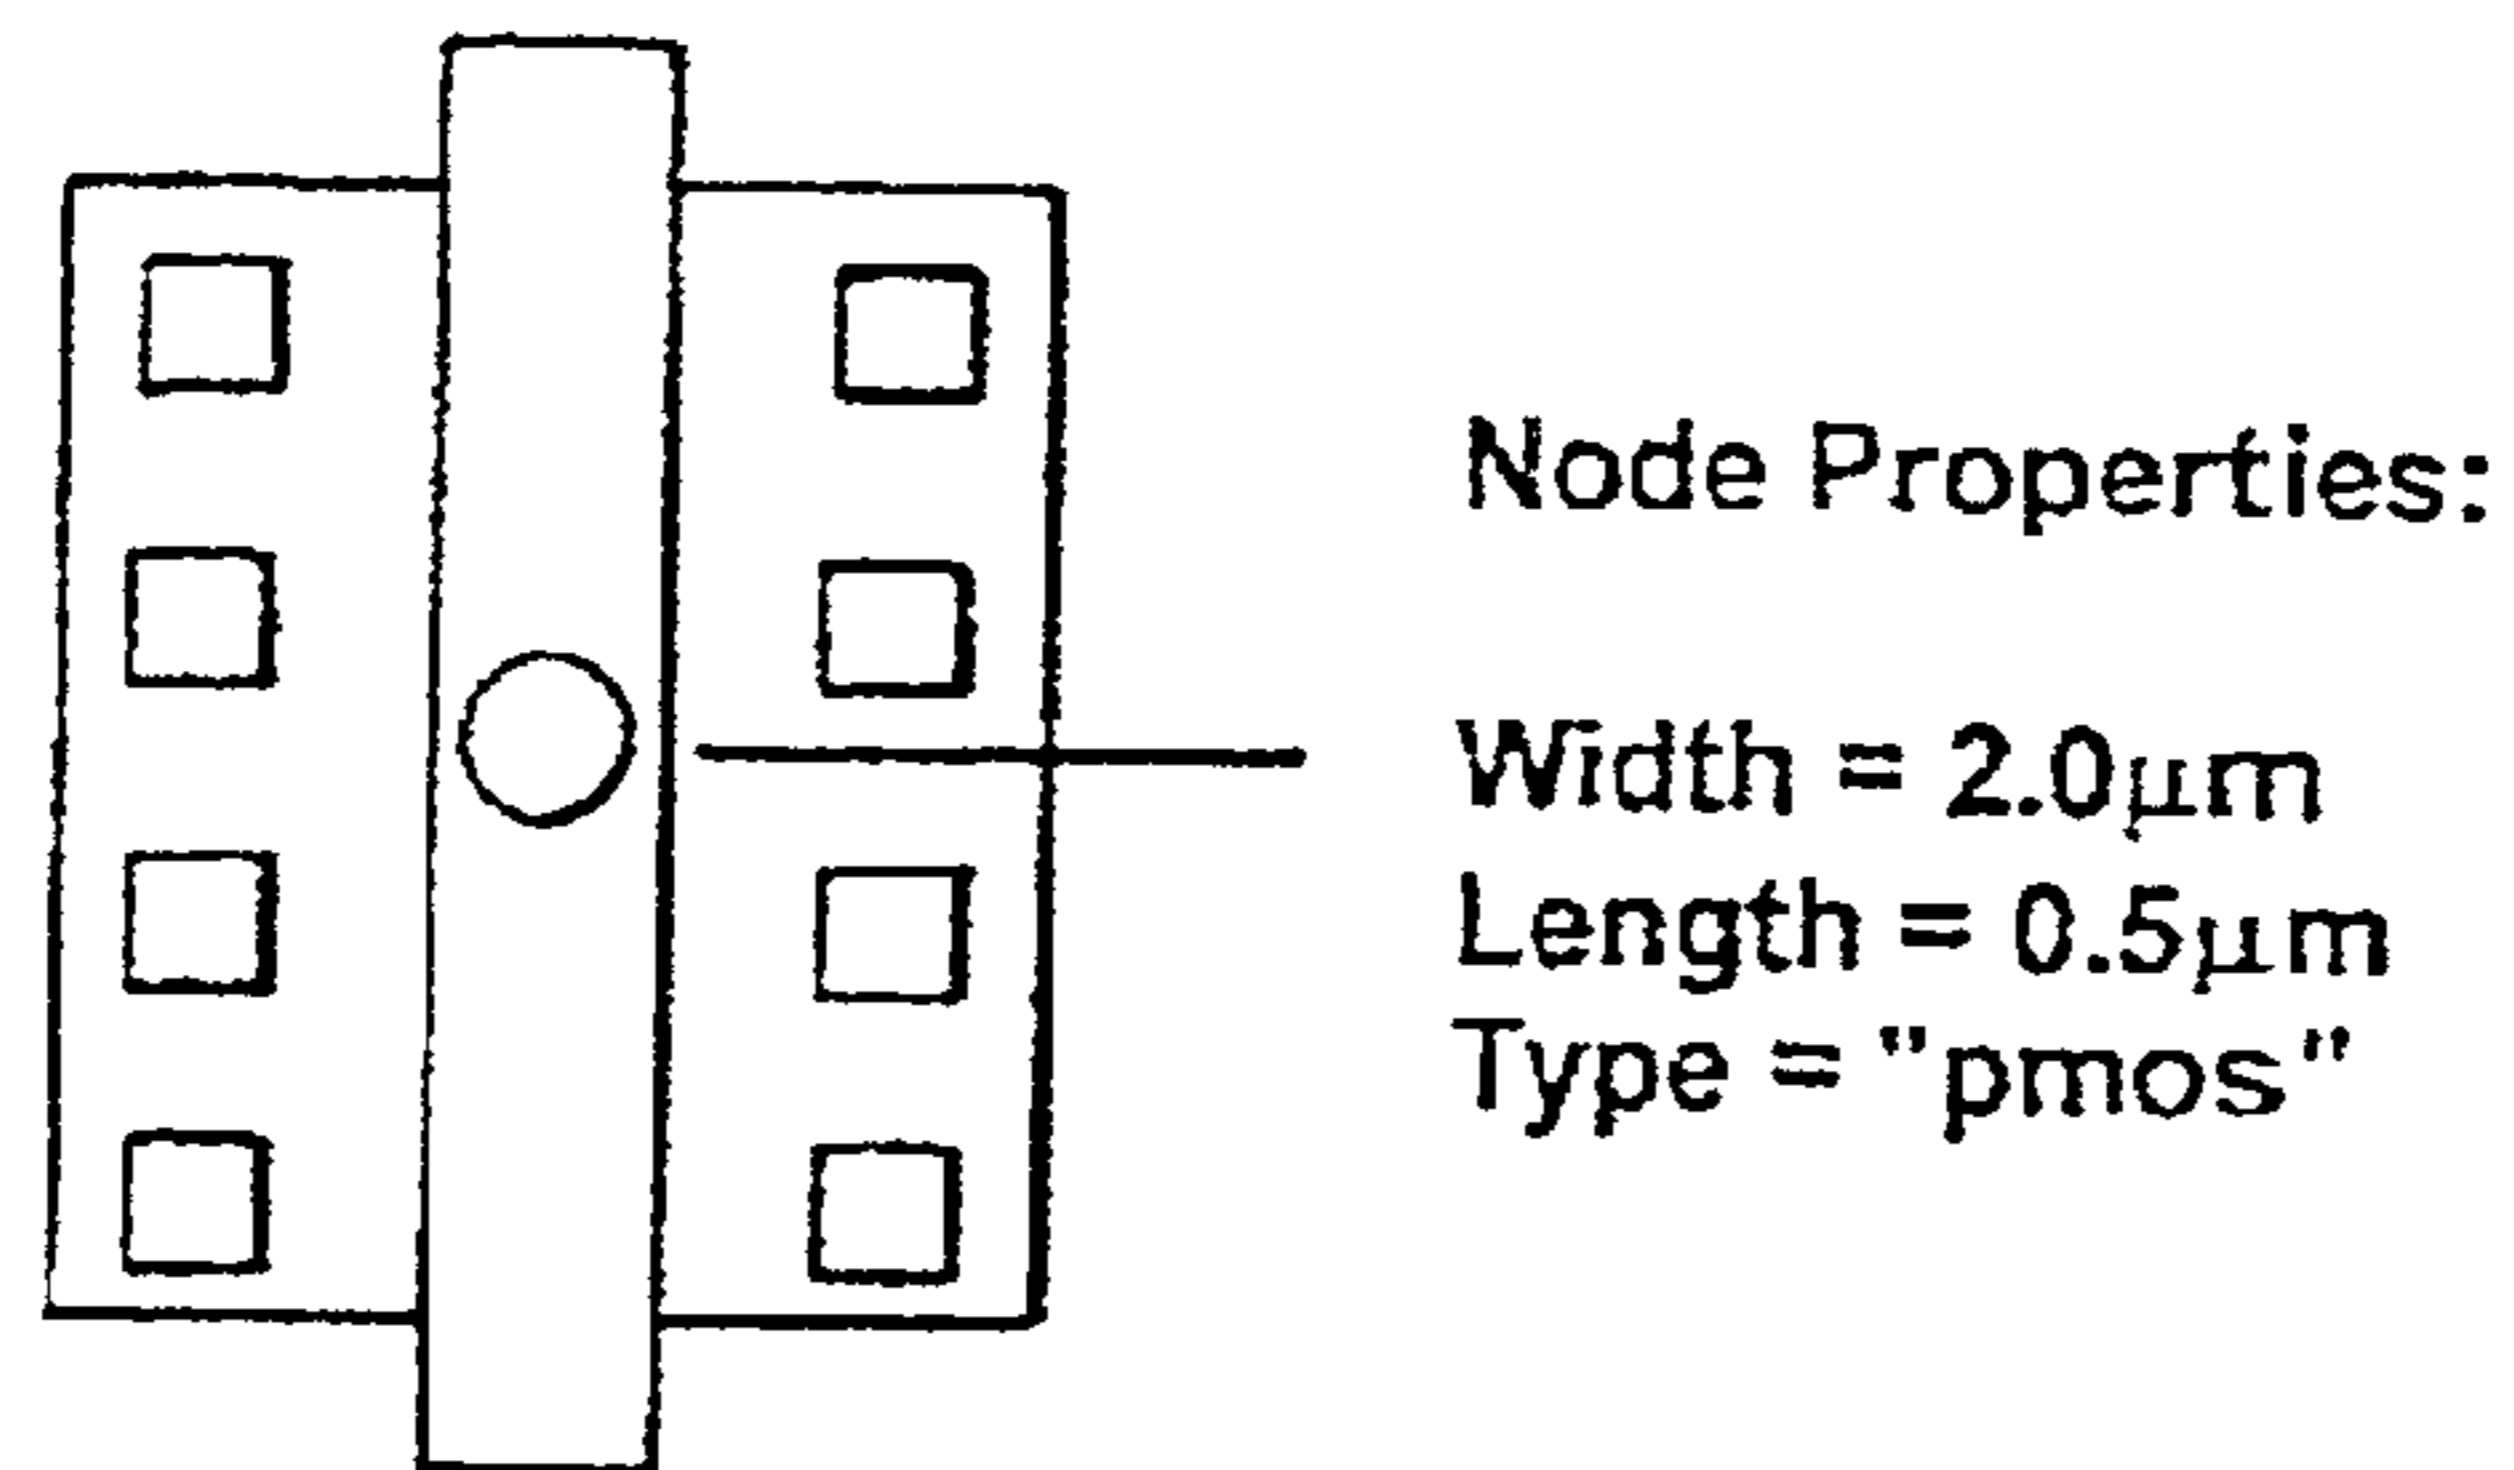 Node Properties:
Width = 2.0μm
Length = 0.5μm
Type = "pmos"